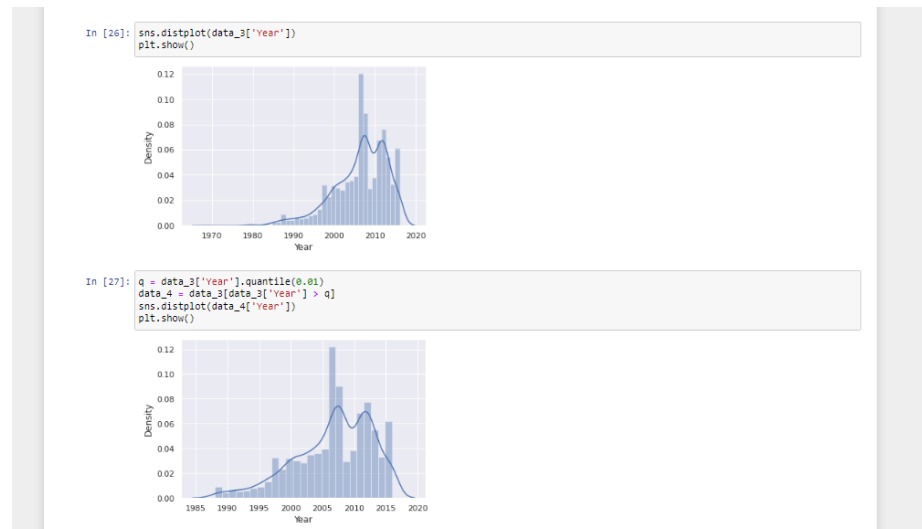 In [26]: sns.distplot(data_3['Year'])
plt.show()
0.12
0.10
0.08
0.06
0.04
0.02
0.00
Density
1970 1980 1990 2000 2010 2020
Year
In [27]: q = data_3['Year'].quantile(0.01)
data_4 = data_3[data_3['Year'] > q]
sns.distplot(data_4['Year'])
plt.show()
0.12
0.10
0.08
0.06
0.04
0.02
0.00
Density
1985 1990 1995 2000 2005 2010 2015 2020
Year